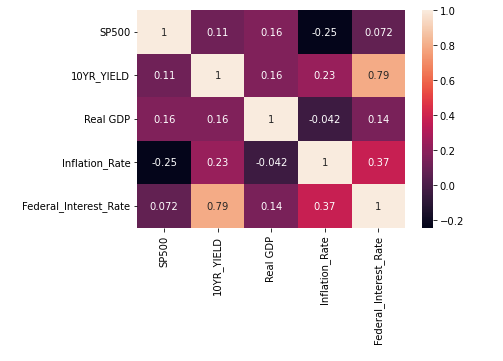 SP500 1 0.11 0.16 -0.25 0.072
10YR_YIELD 0.11 1 0.16 0.23 0.79
Real GDP 0.16 0.16 1 -0.042 0.14
Inflation_Rate -0.25 0.23 -0.042 1 0.37
Federal_Interest_Rate 0.072 0.79 0.14 0.37 1
SP500
10YR_YIELD
Real GDP
Inflation_Rate
Federal_Interest_Rate
1.0
0.8
0.6
0.4
0.2
0.0
−0.2